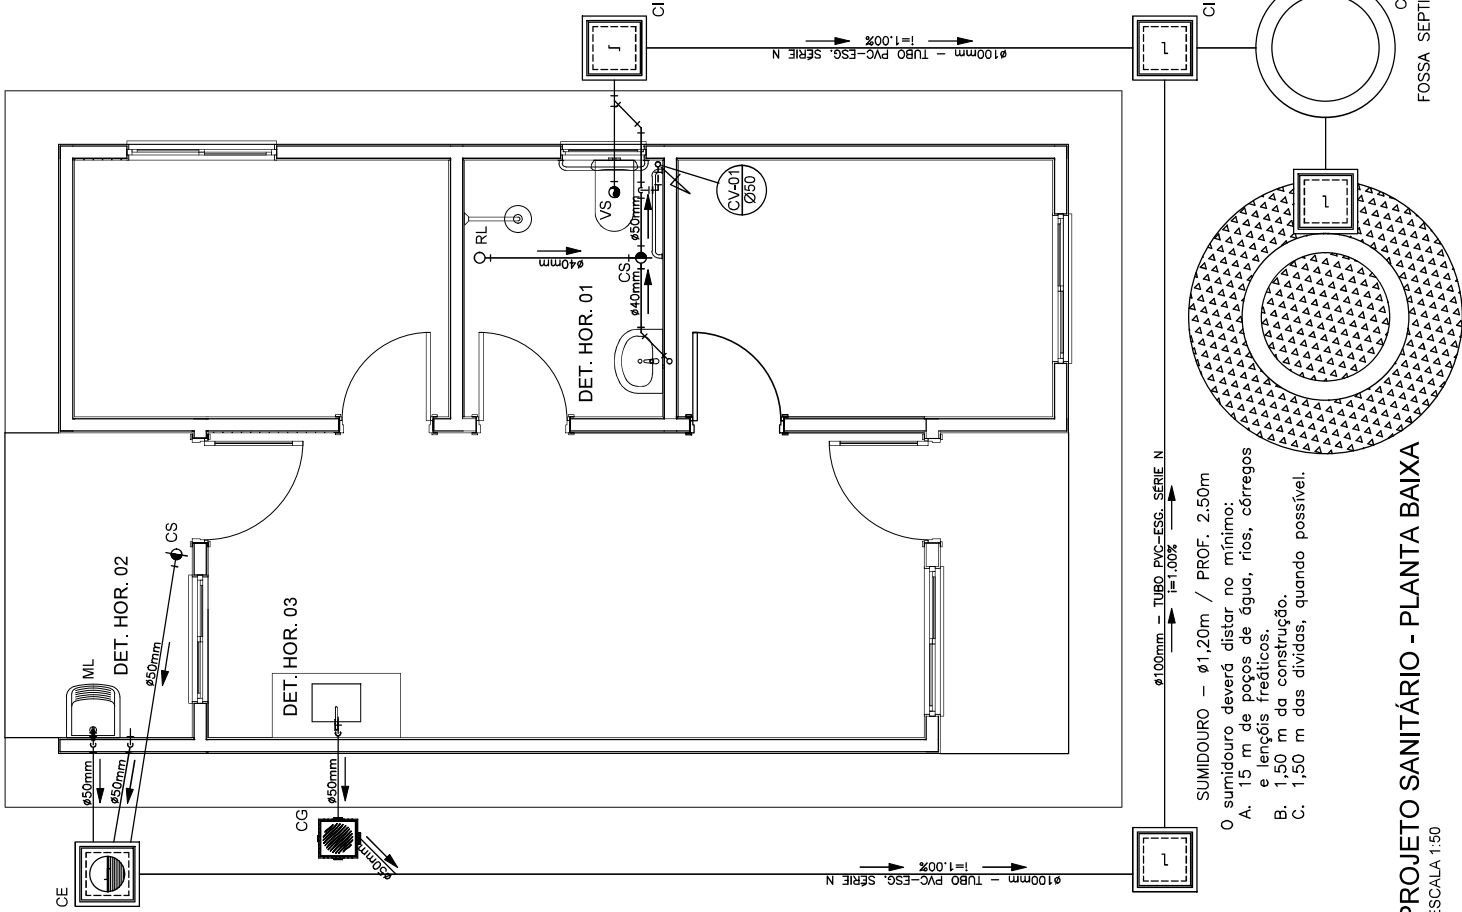 CI
CI
C
FOSSA SEPTI
ø100mm – TUBO PVC–ESG. SÉRIE N
i=1.00%
VS
RL
CV-01
Ø50
ø50mm
ø40mm
CS
ø40mm
DET. HOR. 01
CS
DET. HOR. 02
ML
ø50mm
DET. HOR. 03
ø50mm
ø50mm
ø50mm
CG
ø50mm
CE
ø100mm – TUBO PVC–ESG. SÉRIE N
i=1.00%
ø100mm – TUBO PVC–ESG. SÉRIE N
i=1.00%
SUMIDOURO – ø1,20m / PROF. 2.50m
O sumidouro deverá distar no mínimo:
A. 15 m de poços de água, rios, córregos
e lençóis freáticos.
B. 1,50 m da construção.
C. 1,50 m das dividas, quando possível.
PROJETO SANITÁRIO - PLANTA BAIXA
ESCALA 1:50